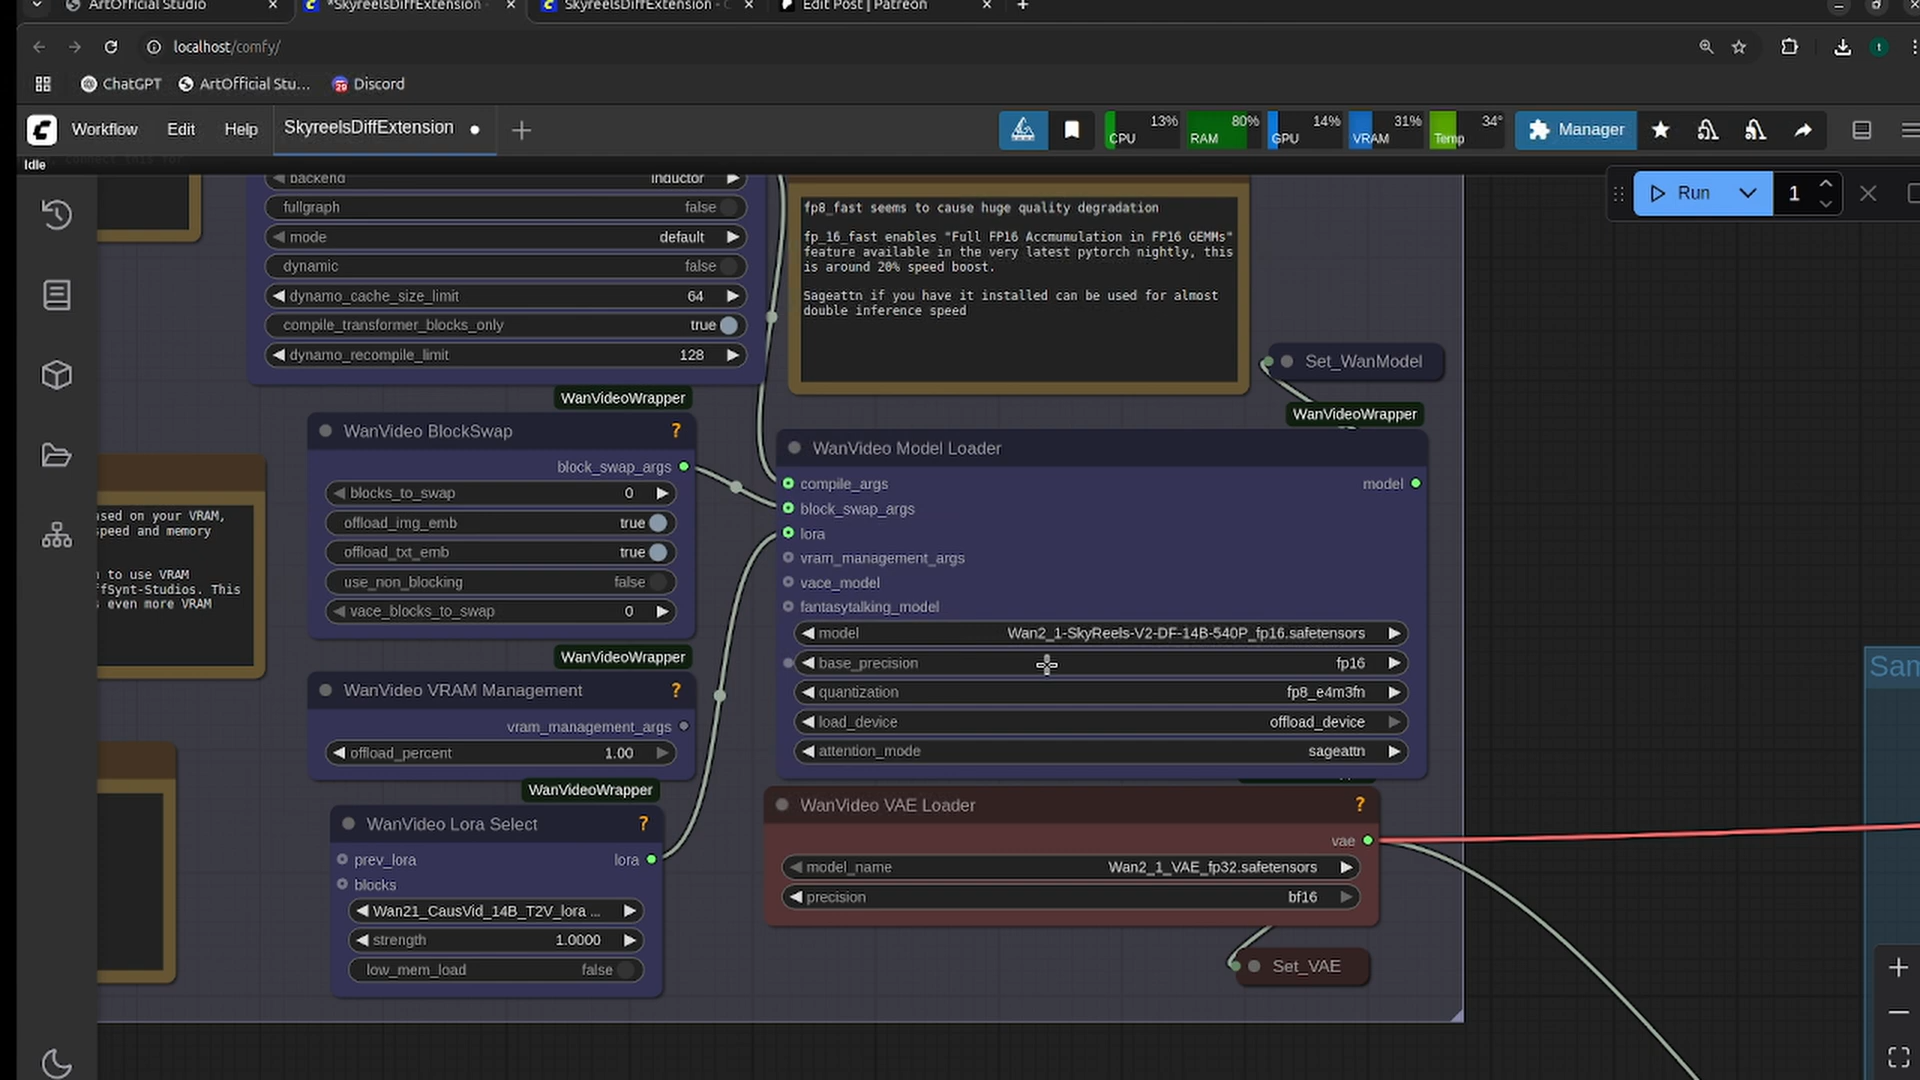 ArtOfficial Studio
*SkyreelsDiffExtension -
SkyreelsDiffExtension - C
Edit Post | Patreon
localhost/comfy/
t
ChatGPT
ArtOfficial Stu...
Discord
Workflow
Edit
Help
SkyreelsDiffExtension
CPU 13%
RAM 80%
GPU 14%
VRAM 31%
Temp 34°
Manager
Idle
Run
1
backend inductor
fullgraph false
mode default
dynamic false
dynamo_cache_size_limit 64
compile_transformer_blocks_only true
dynamo_recompile_limit 128
fp8_fast seems to cause huge quality degradation
fp_16_fast enables "Full FP16 Accmumulation in FP16 GEMMs"
feature available in the very latest pytorch nightly, this
is around 20% speed boost.
Sageattn if you have it installed can be used for almost
double inference speed
Set_WanModel
WanVideoWrapper
WanVideo BlockSwap ?
block_swap_args
blocks_to_swap 0
offload_img_emb true
offload_txt_emb true
use_non_blocking false
vace_blocks_to_swap 0
ased on your VRAM,
speed and memory
to use VRAM
ffSynt-Studios. This
even more VRAM
WanVideoWrapper
WanVideo Model Loader
compile_args
model
block_swap_args
lora
vram_management_args
vace_model
fantasytalking_model
model Wan2_1-SkyReels-V2-DF-14B-540P_fp16.safetensors
base_precision fp16
quantization fp8_e4m3fn
load_device offload_device
attention_mode sageattn
WanVideoWrapper
WanVideo VRAM Management ?
vram_management_args
offload_percent 1.00
WanVideoWrapper
WanVideo Lora Select ?
prev_lora
lora
blocks
Wan21_CausVid_14B_T2V_lora ...
strength 1.0000
low_mem_load false
WanVideo VAE Loader ?
vae
model_name Wan2_1_VAE_fp32.safetensors
precision bf16
Set_VAE
Sam